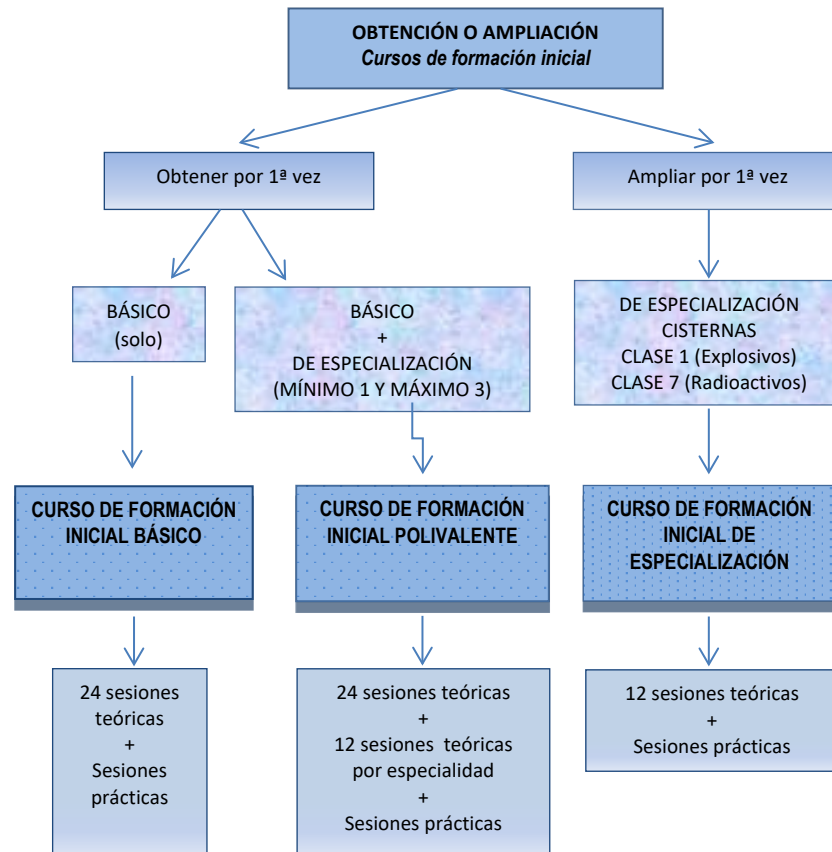 OBTENCIÓN O AMPLIACIÓN
Cursos de formación inicial
Obtener por 1ª vez
Ampliar por 1ª vez
BÁSICO
(solo)
BÁSICO
+
DE ESPECIALIZACIÓN
(MÍNIMO 1 Y MÁXIMO 3)
DE ESPECIALIZACIÓN
CISTERNAS
CLASE 1 (Explosivos)
CLASE 7 (Radioactivos)
CURSO DE FORMACIÓN
INICIAL BÁSICO
CURSO DE FORMACIÓN
INICIAL POLIVALENTE
CURSO DE FORMACIÓN
INICIAL DE
ESPECIALIZACIÓN
24 sesiones
teóricas
+
Sesiones
prácticas
24 sesiones teóricas
+
12 sesiones teóricas
por especialidad
+
Sesiones prácticas
12 sesiones teóricas
+
Sesiones prácticas